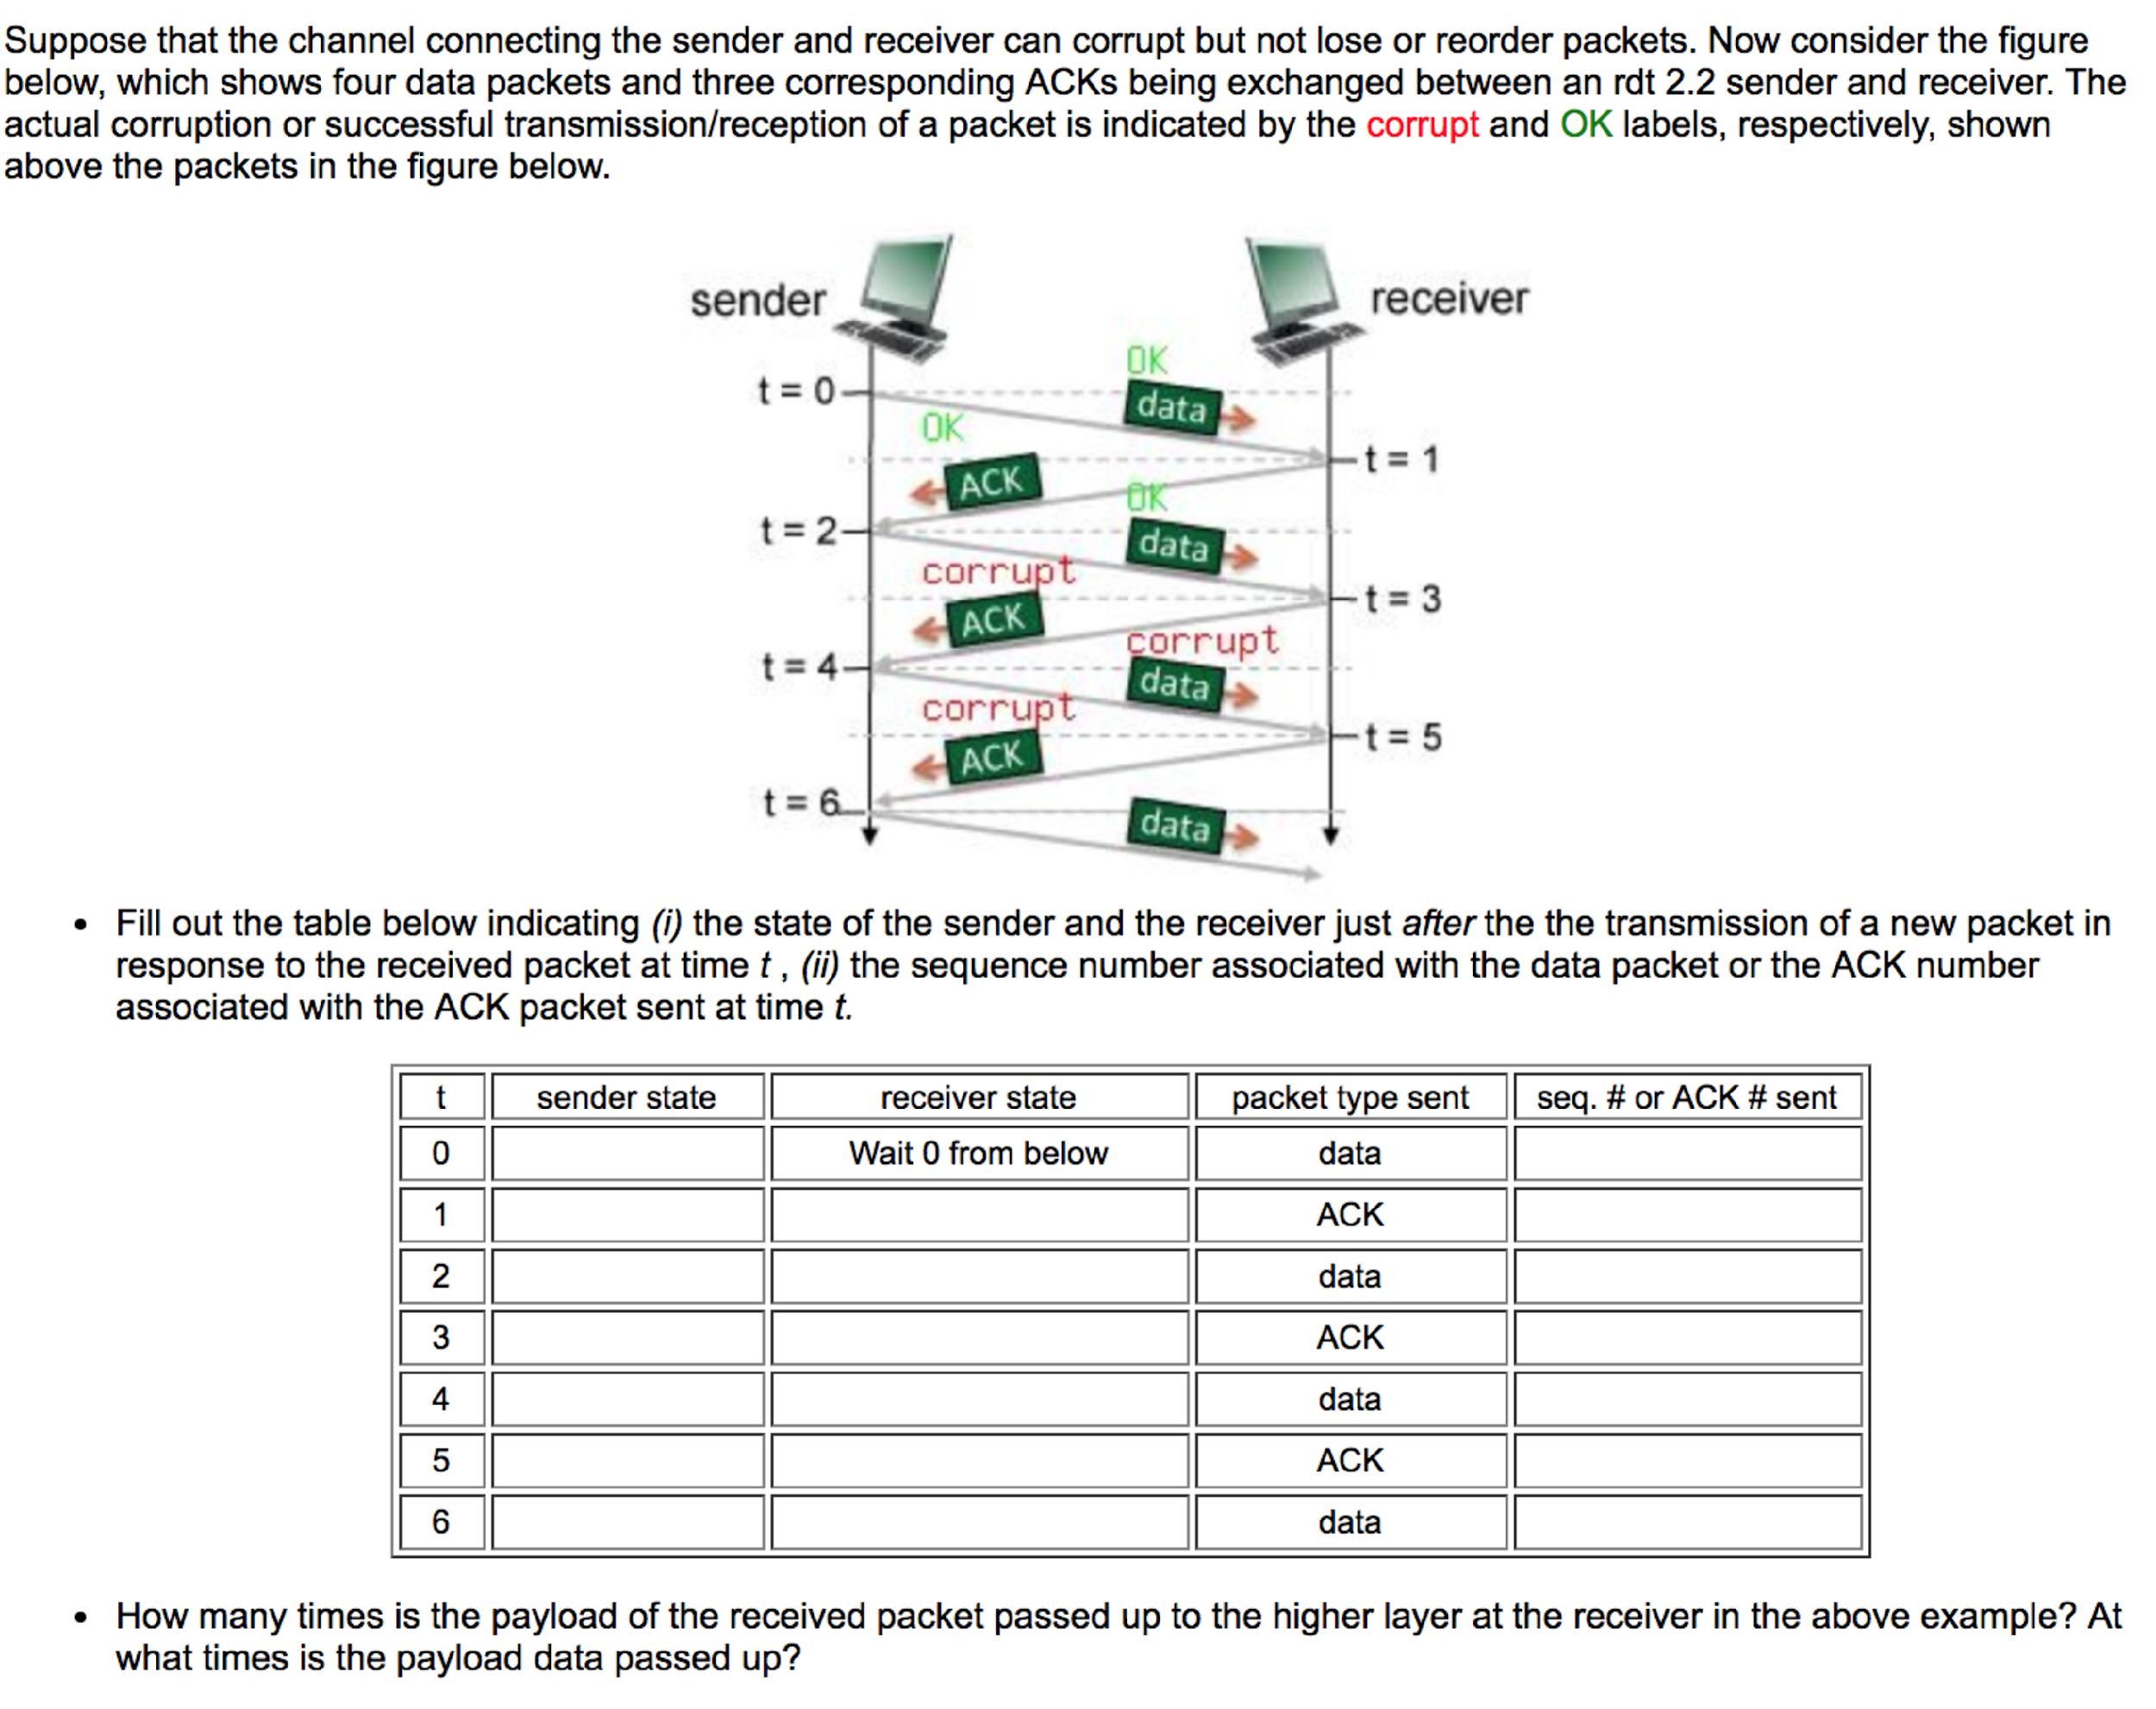 Suppose that the channel connecting the sender and receiver can corrupt but not lose or reorder packets. Now consider the figure
below, which shows four data packets and three corresponding ACKs being exchanged between an rdt 2.2 sender and receiver. The
actual corruption or successful transmission/reception of a packet is indicated by the corrupt and OK labels, respectively, shown
above the packets in the figure below.
sender
receiver
OK
t = 0
data
OK
t = 1
ACK
OK
t = 2
data
corrupt
t = 3
ACK
corrupt
t = 4
data
corrupt
t = 5
ACK
t = 6
data
• Fill out the table below indicating (i) the state of the sender and the receiver just after the the transmission of a new packet in
response to the received packet at time t , (ii) the sequence number associated with the data packet or the ACK number
associated with the ACK packet sent at time t.
t sender state receiver state packet type sent seq. # or ACK # sent
0 Wait 0 from below data
1 ACK
2 data
3 ACK
4 data
5 ACK
6 data
• How many times is the payload of the received packet passed up to the higher layer at the receiver in the above example? At
what times is the payload data passed up?